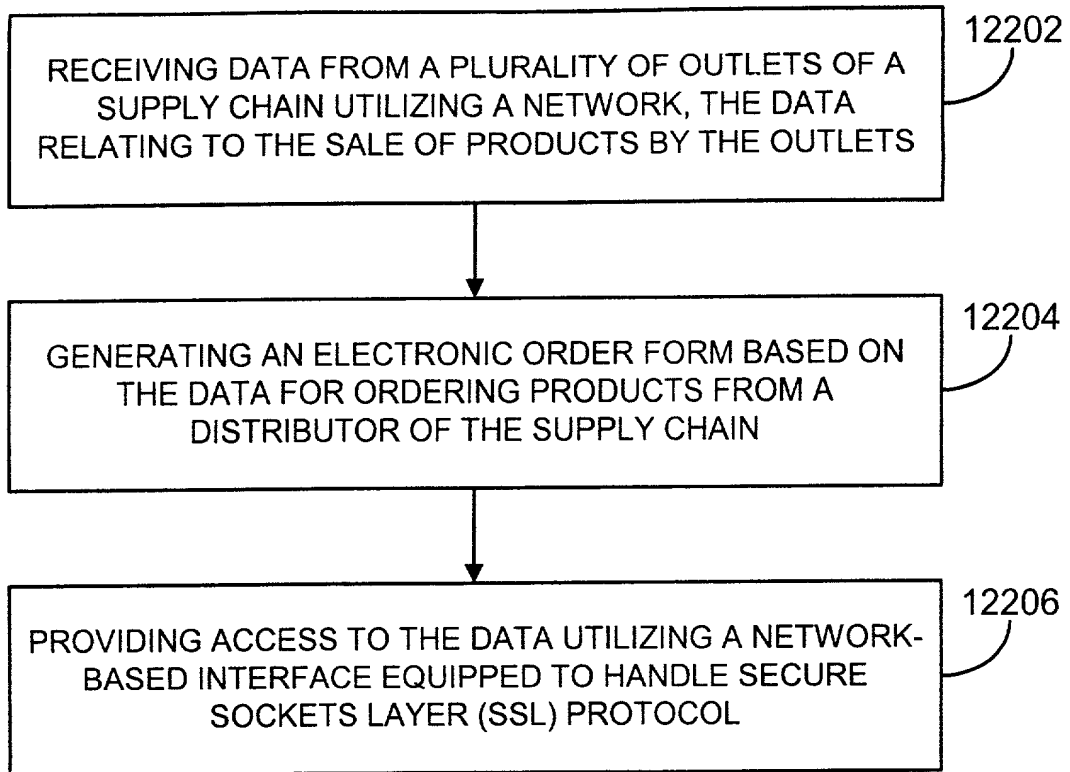 12202
RECEIVING DATA FROM A PLURALITY OF OUTLETS OF A
SUPPLY CHAIN UTILIZING A NETWORK, THE DATA
RELATING TO THE SALE OF PRODUCTS BY THE OUTLETS
12204
GENERATING AN ELECTRONIC ORDER FORM BASED ON
THE DATA FOR ORDERING PRODUCTS FROM A
DISTRIBUTOR OF THE SUPPLY CHAIN
12206
PROVIDING ACCESS TO THE DATA UTILIZING A NETWORK-
BASED INTERFACE EQUIPPED TO HANDLE SECURE
SOCKETS LAYER (SSL) PROTOCOL